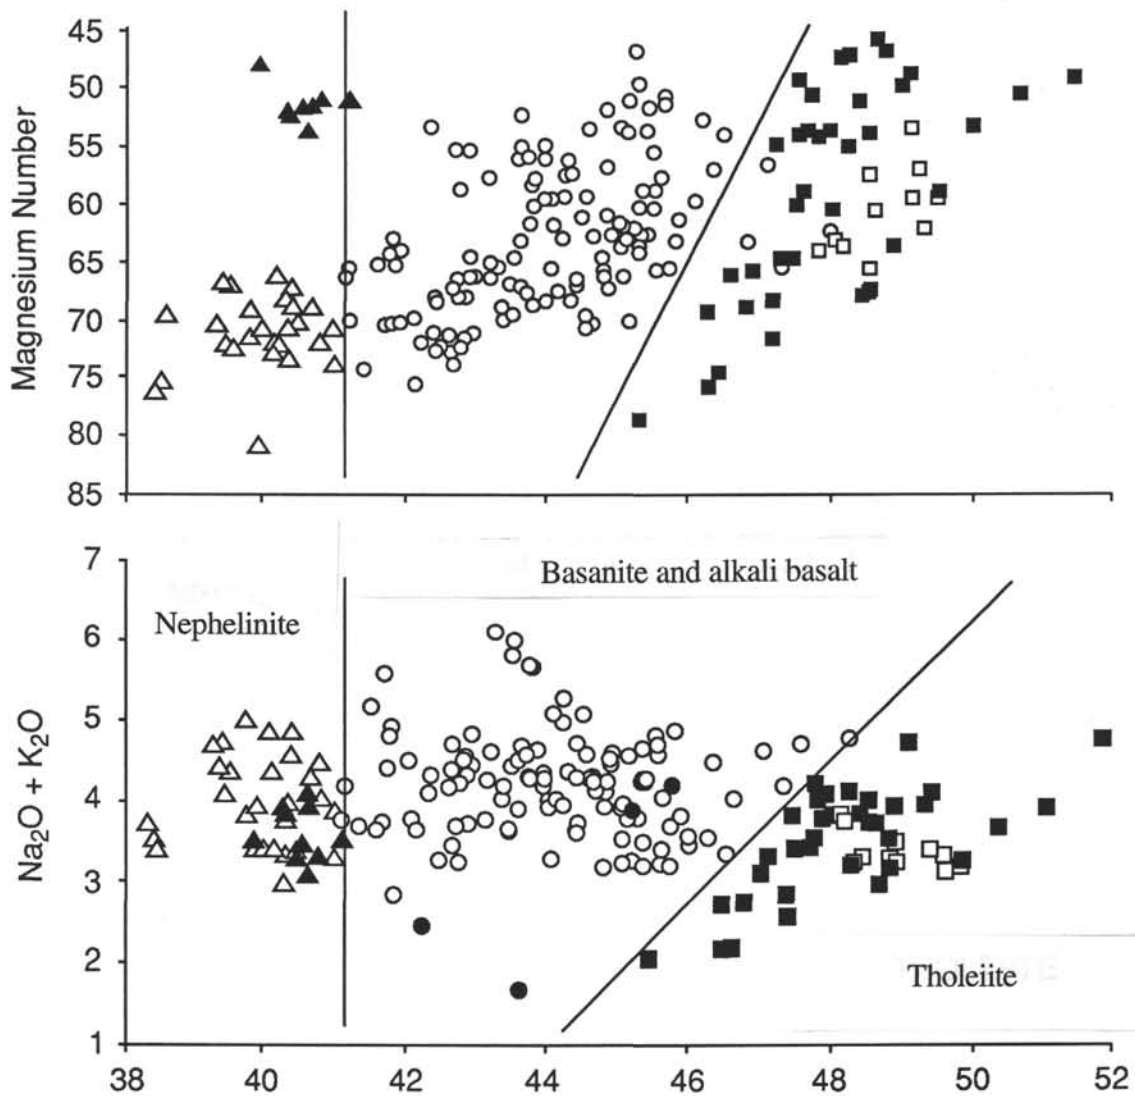 45
50
55
60
65
70
75
80
85
Magnesium Number
7
6
5
4
3
2
1
Na₂O + K₂O
Basanite and alkali basalt
Nephelinite
Tholeiite
38 40 42 44 46 48 50 52